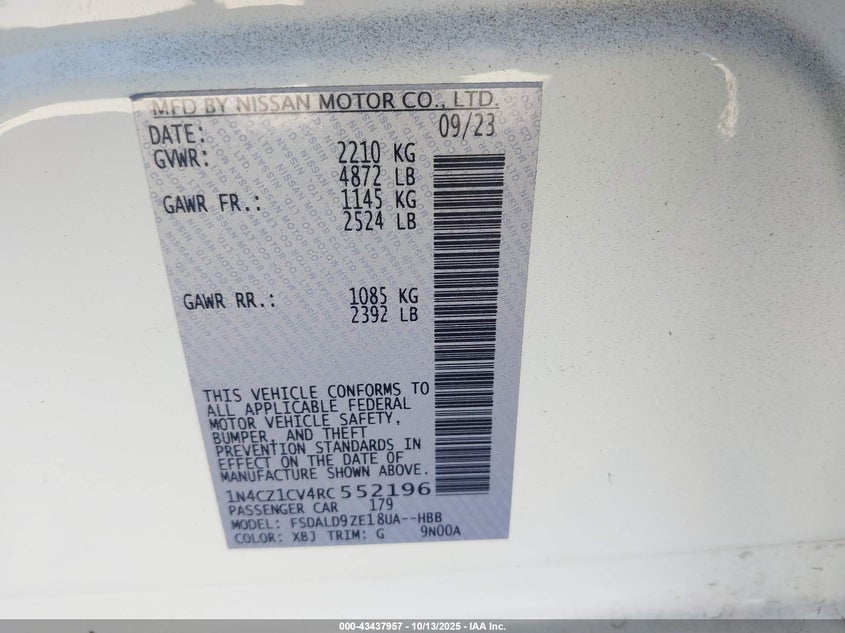 MFD BY NISSAN MOTOR CO., LTD.
DATE: 09/23
GVWR: 2210 KG
4872 LB
GAWR FR.: 1145 KG
2524 LB
GAWR RR.: 1085 KG
2392 LB
THIS VEHICLE CONFORMS TO
ALL APPLICABLE FEDERAL
MOTOR VEHICLE SAFETY,
BUMPER, AND THEFT
PREVENTION STANDARDS IN
EFFECT ON THE DATE OF
MANUFACTURE SHOWN ABOVE.
1N4CZ1CV4RC552196
PASSENGER CAR 179
MODEL: FSDALD9ZE18UA--HBB
COLOR: XBJ TRIM: G 9N00A
000-43437957 - 10/13/2025 - IAA Inc.